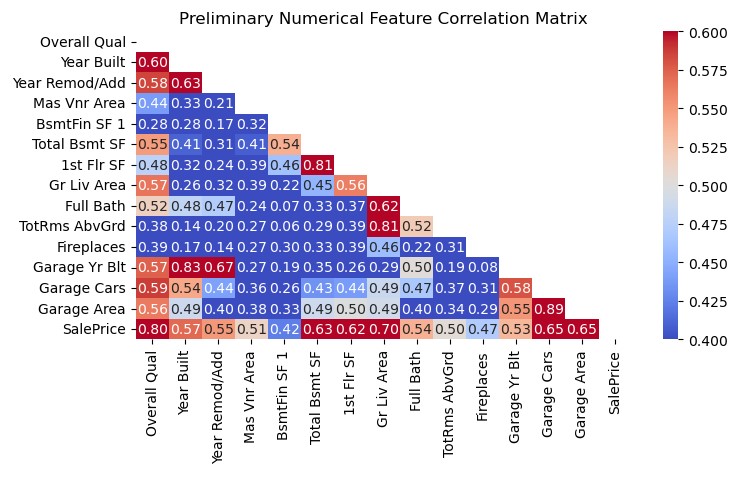 Preliminary Numerical Feature Correlation Matrix
Overall Qual
Year Built 0.60
Year Remod/Add 0.58 0.63
Mas Vnr Area 0.44 0.33 0.21
BsmtFin SF 1 0.28 0.28 0.17 0.32
Total Bsmt SF 0.55 0.41 0.31 0.41 0.54
1st Flr SF 0.48 0.32 0.24 0.39 0.46 0.81
Gr Liv Area 0.57 0.26 0.32 0.39 0.22 0.45 0.56
Full Bath 0.52 0.48 0.47 0.24 0.07 0.33 0.37 0.62
TotRms AbvGrd 0.38 0.14 0.20 0.27 0.06 0.29 0.39 0.81 0.52
Fireplaces 0.39 0.17 0.14 0.27 0.30 0.33 0.39 0.46 0.22 0.31
Garage Yr Blt 0.57 0.83 0.67 0.27 0.19 0.35 0.26 0.29 0.50 0.19 0.08
Garage Cars 0.59 0.54 0.44 0.36 0.26 0.43 0.44 0.49 0.47 0.37 0.31 0.58
Garage Area 0.56 0.49 0.40 0.38 0.33 0.49 0.50 0.49 0.40 0.34 0.29 0.55 0.89
SalePrice 0.80 0.57 0.55 0.51 0.42 0.63 0.62 0.70 0.54 0.50 0.47 0.53 0.65 0.65
Overall Qual
Year Built
Year Remod/Add
Mas Vnr Area
BsmtFin SF 1
Total Bsmt SF
1st Flr SF
Gr Liv Area
Full Bath
TotRms AbvGrd
Fireplaces
Garage Yr Blt
Garage Cars
Garage Area
SalePrice
0.600
0.575
0.550
0.525
0.500
0.475
0.450
0.425
0.400